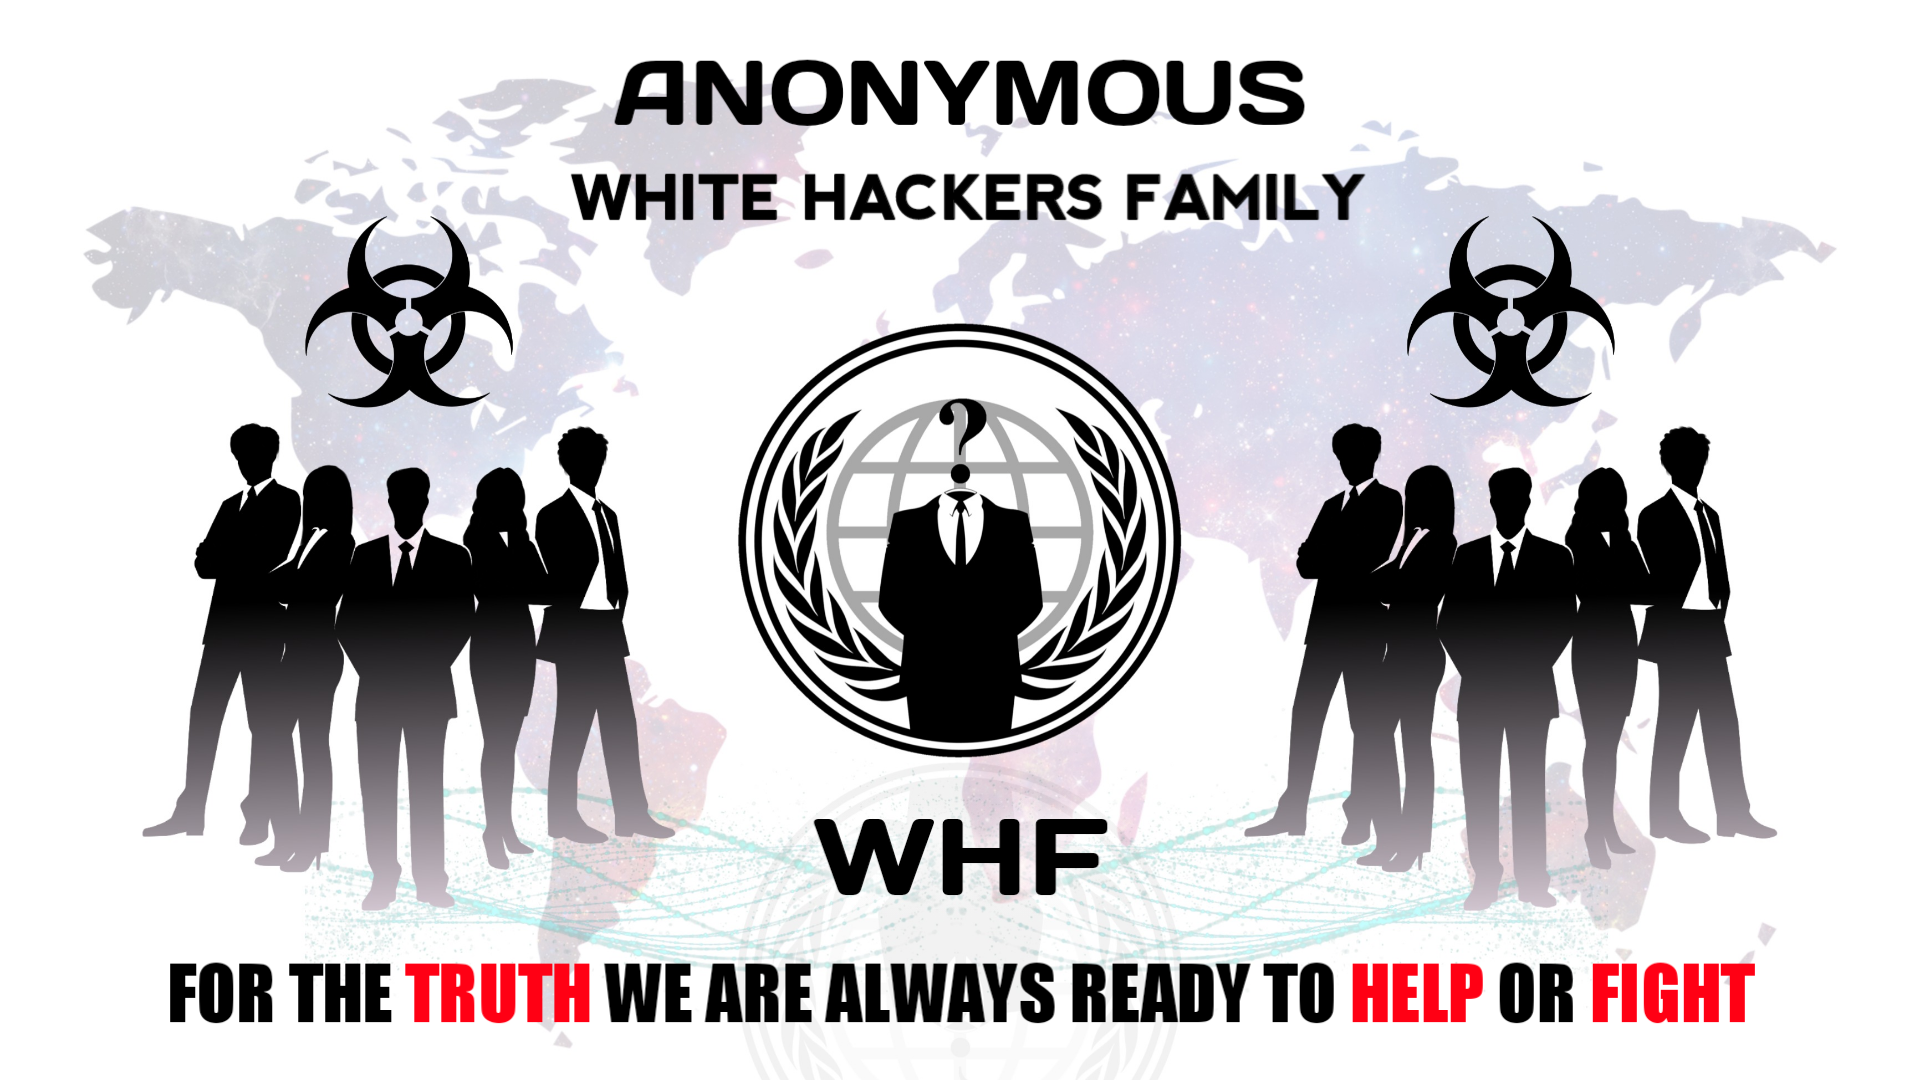 ANONYMOUS
WHITE HACKERS FAMILY
?
WHF
FOR THE TRUTH WE ARE ALWAYS READY TO HELP OR FIGHT